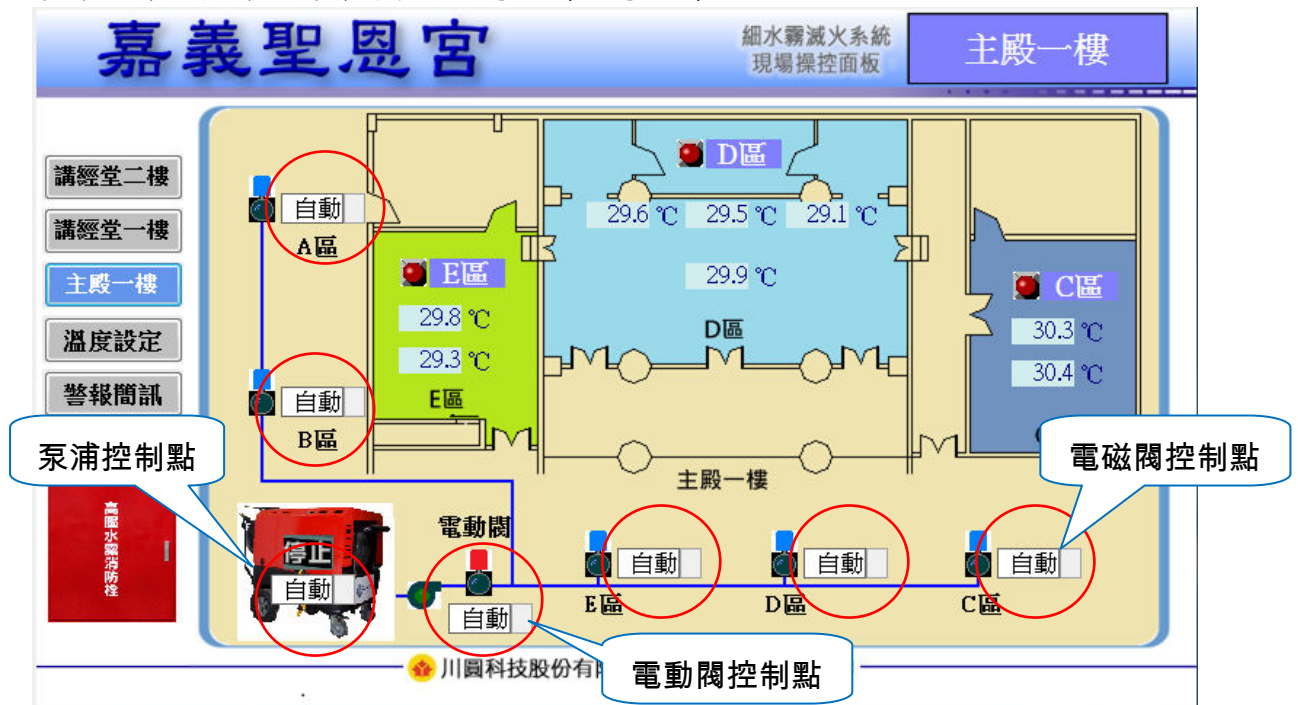 嘉義聖恩宮
細水霧滅火系統
現場操控面板
主殿一樓
講經堂二樓
講經堂一樓
主殿一樓
溫度設定
警報簡訊
自動
A區
自動
B區
D區
29.6 ℃ 29.5 ℃ 29.1 ℃
29.9 ℃
D區
E區
29.8 ℃
29.3 ℃
E區
C區
30.3 ℃
30.4 ℃
主殿一樓
泵浦控制點
電磁閥控制點
高壓水霧消防栓
停止
自動
電動閥
自動
自動
E區
自動
D區
自動
C區
電動閥控制點
川圓科技股份有